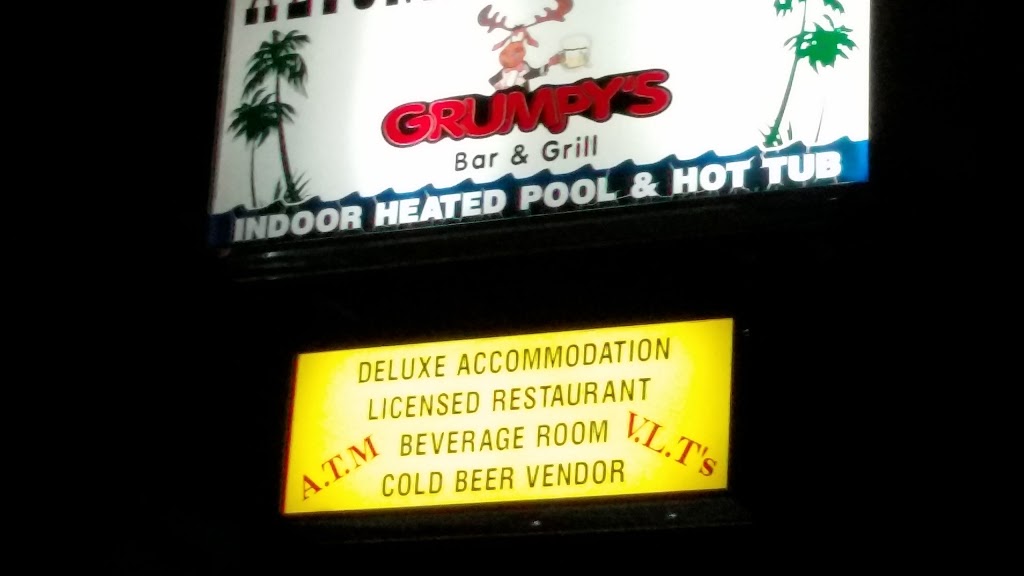 GRUMPY'S
Bar & Grill
INDOOR HEATED POOL & HOT TUB
DELUXE ACCOMMODATION
LICENSED RESTAURANT
A.T.M BEVERAGE ROOM V.L.T's
COLD BEER VENDOR